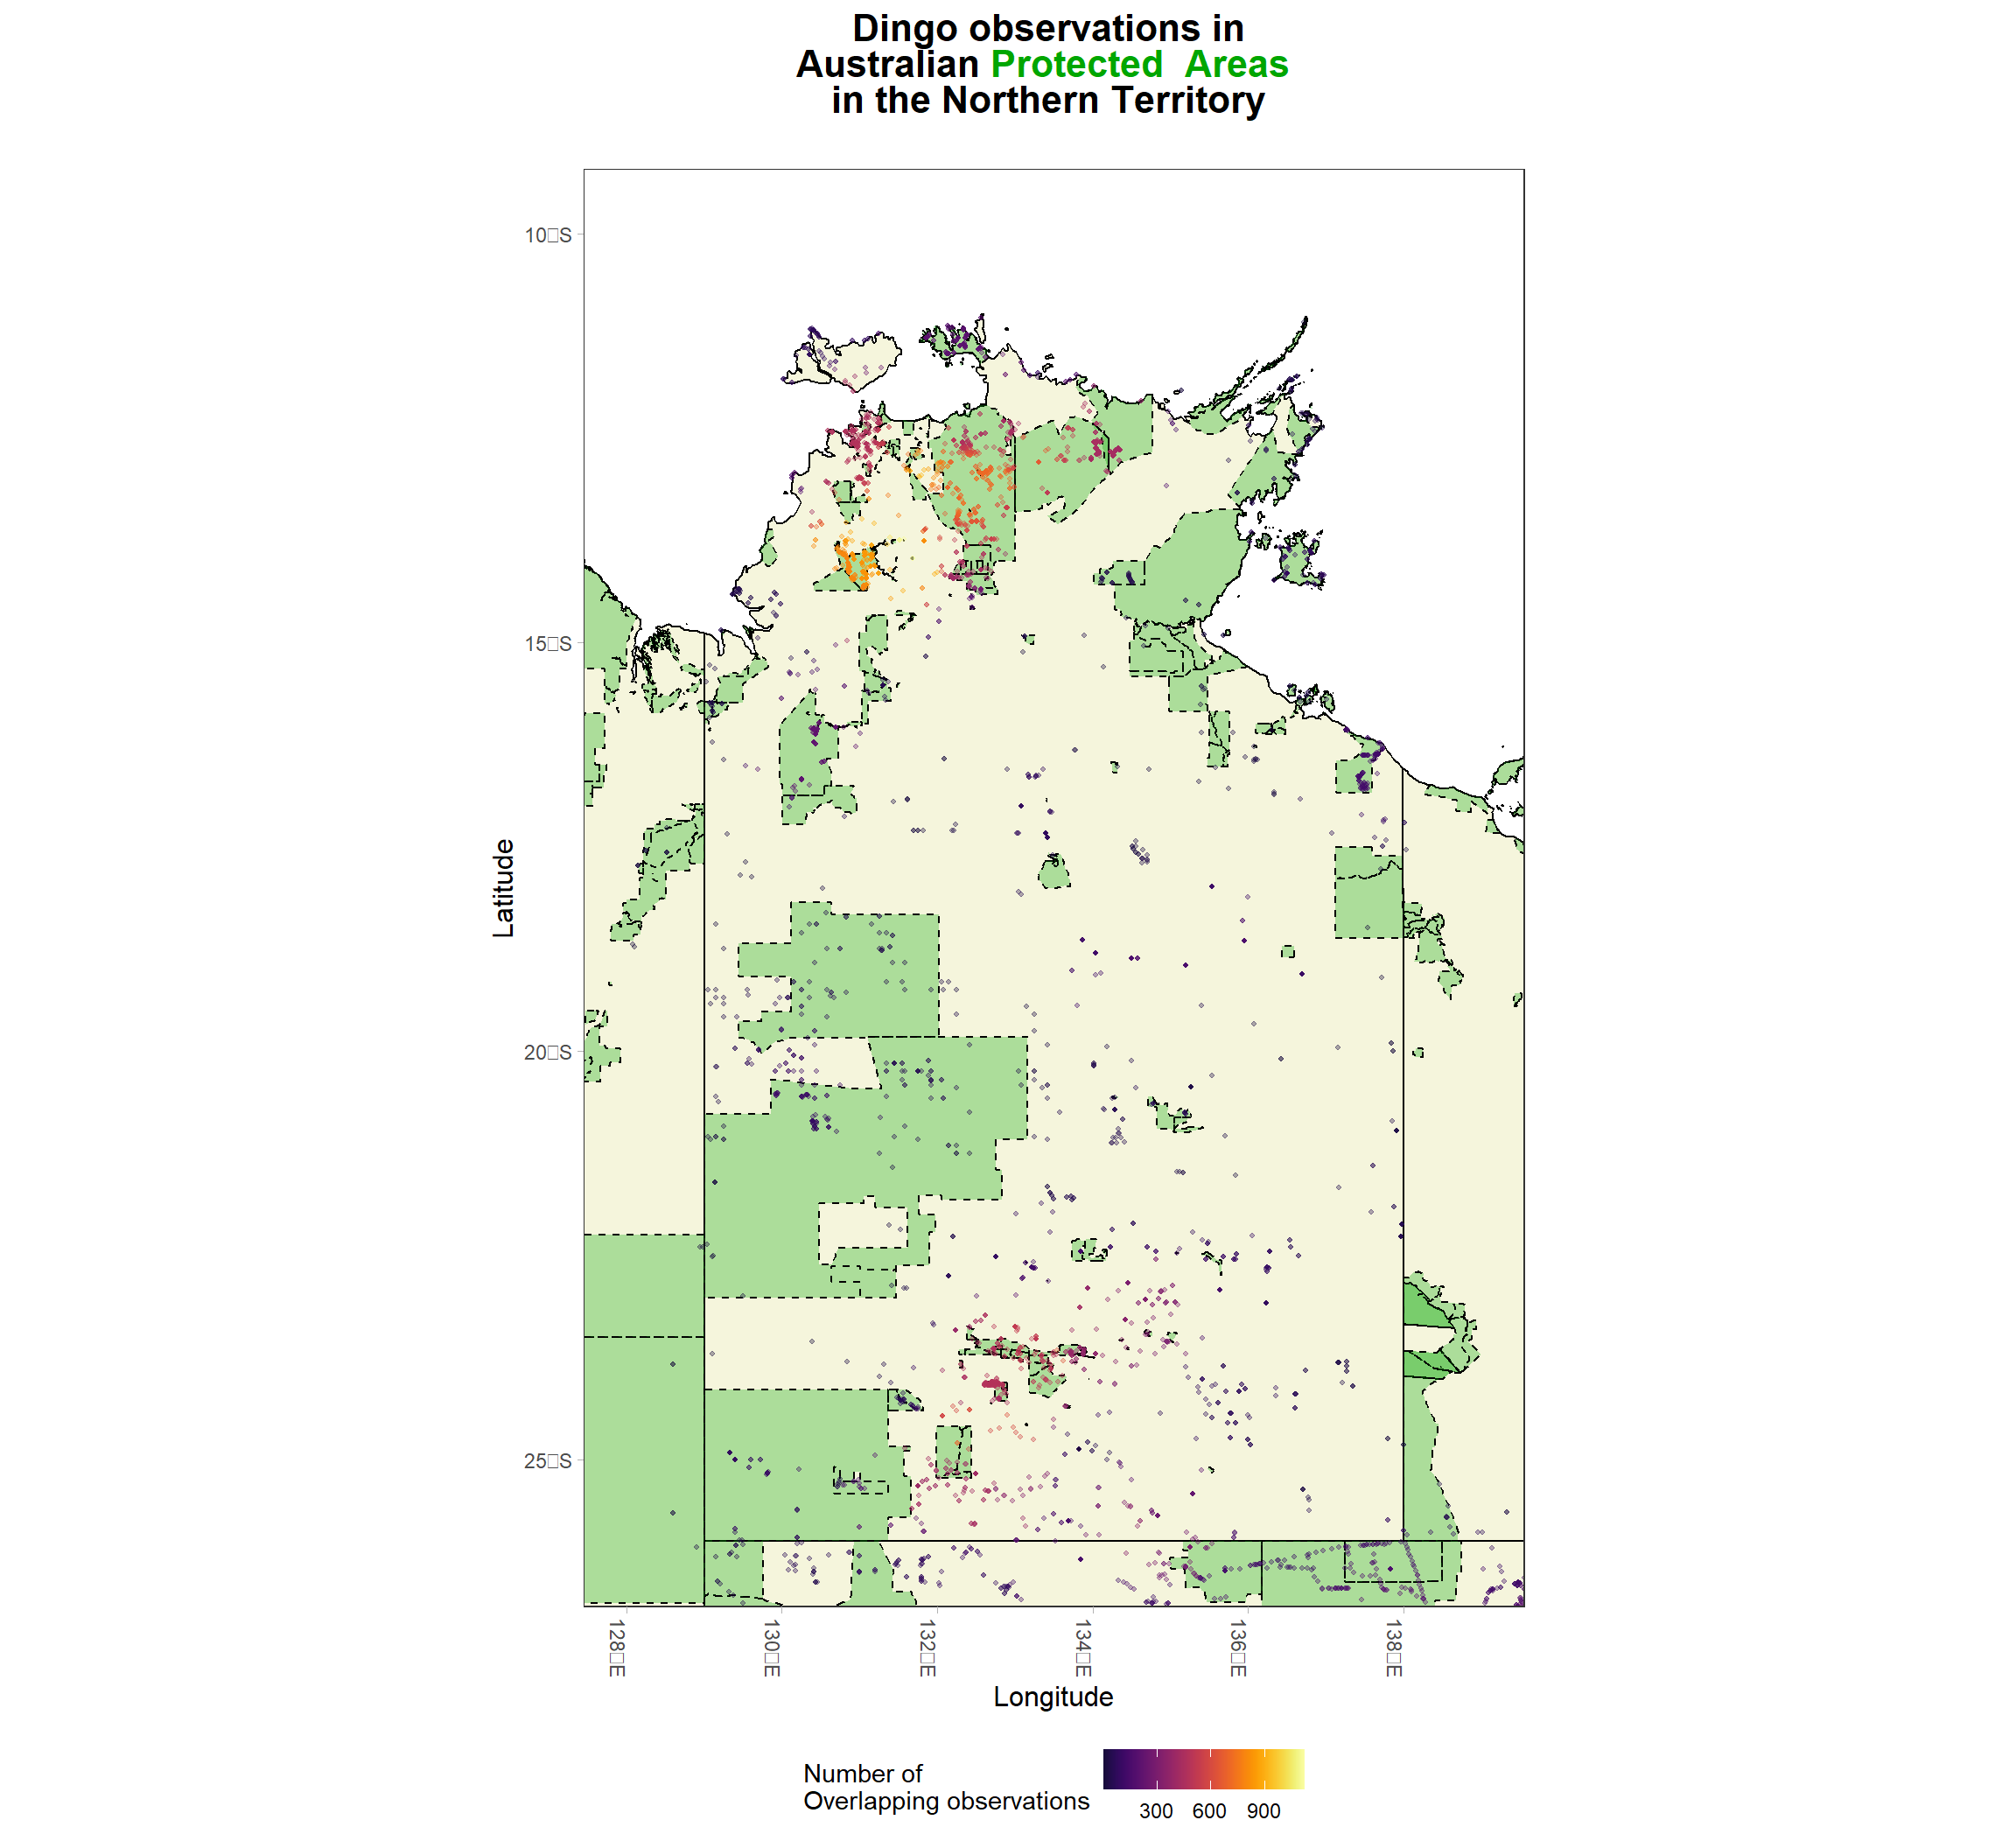 Dingo observations in
Australian Protected  Areas
in the Northern Territory
10□S
15□S
20□S
25□S
Latitude
128□E
130□E
132□E
134□E
136□E
138□E
Longitude
Number of
Overlapping observations
300 600 900